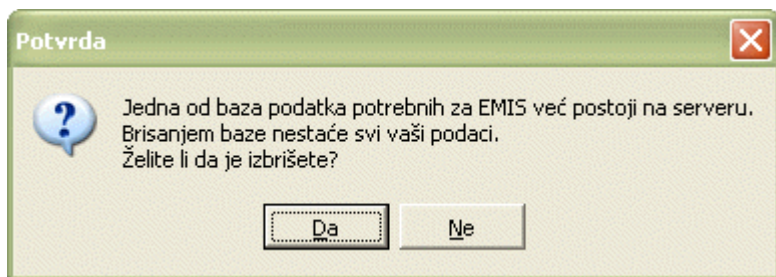 Potvrda
Jedna od baza podatka potrebnih za EMIS već postoji na serveru.
Brisanjem baze nestaće svi vaši podaci.
Želite li da je izbrišete?
Da
Ne